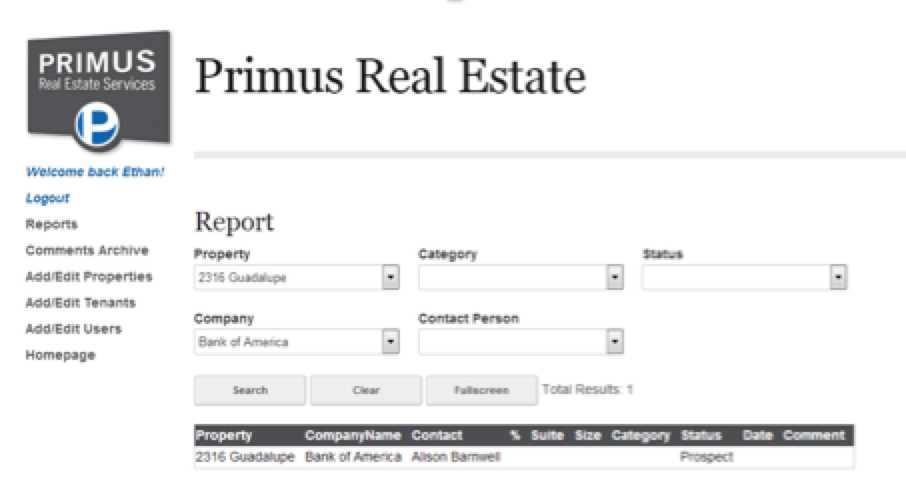 PRIMUS
Real Estate Services
P
Primus Real Estate
Welcome back Ethan!
Logout
Reports
Comments Archive
Add/Edit Properties
Add/Edit Tenants
Add/Edit Users
Homepage
Report
Property Category Status
2316 Guadalupe
Company Contact Person
Bank of America
Search Clear Fullscreen Total Results: 1
Property CompanyName Contact % Suite Size Category Status Date Comment
2316 Guadalupe Bank of America Alison Barnwell Prospect